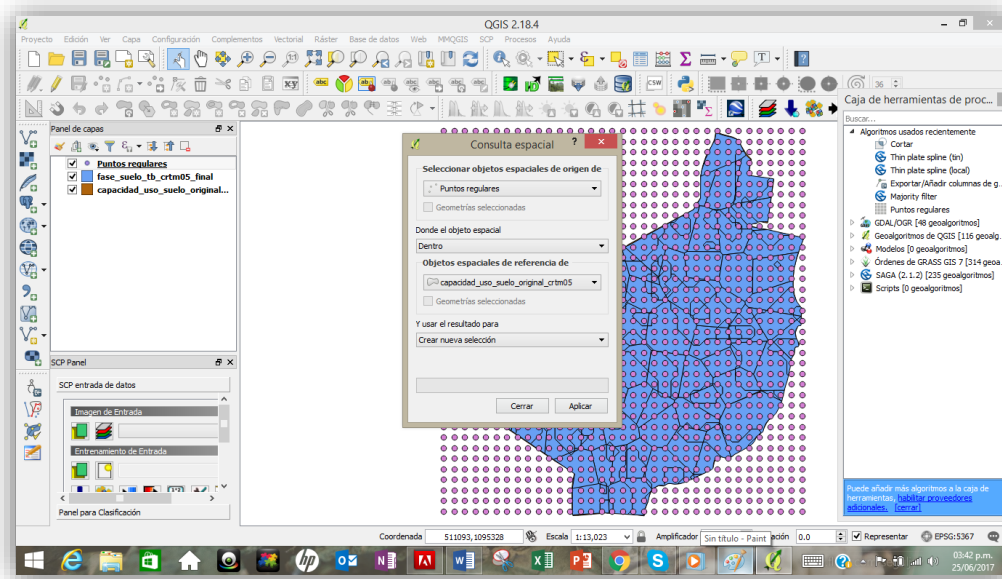 QGIS 2.18.4
Proyecto Edición Ver Capa Configuración Complementos Vectorial Ráster Base de datos Web MMQGIS SCP Procesos Ayuda
Panel de capas
Puntos regulares
fase_suelo_tb_crtm05_final
capacidad_uso_suelo_original...
SCP Panel
SCP entrada de datos
Imagen de Entrada
Entrenamiento de Entrada
Panel para Clasificación
Consulta espacial
Seleccionar objetos espaciales de origen de
Puntos regulares
Geometrías seleccionadas
Donde el objeto espacial
Dentro
Objetos espaciales de referencia de
capacidad_uso_suelo_original_crtm05
Geometrías seleccionadas
Y usar el resultado para
Crear nueva selección
Cerrar Aplicar
Caja de herramientas de proc...
Buscar...
Algoritmos usados recientemente
Cortar
Thin plate spline (tin)
Thin plate spline (local)
Exportar/Añadir columnas de g...
Majority filter
Puntos regulares
GDAL/OGR [48 geoalgoritmos]
Geoalgoritmos de QGIS [116 geoalg...
Modelos [0 geoalgoritmos]
Órdenes de GRASS GIS 7 [314 geoa...
SAGA (2.1.2) [235 geoalgoritmos]
Scripts [0 geoalgoritmos]
Puede añadir más algoritmos a la caja de
herramientas, habilitar proveedores
adicionales. [cerrar]
Coordenada 511093,1095328 Escala 1:13,023 Amplificador Sin título - Paint ación 0.0 Representar EPSG:5367
03:42 p.m.
25/06/2017